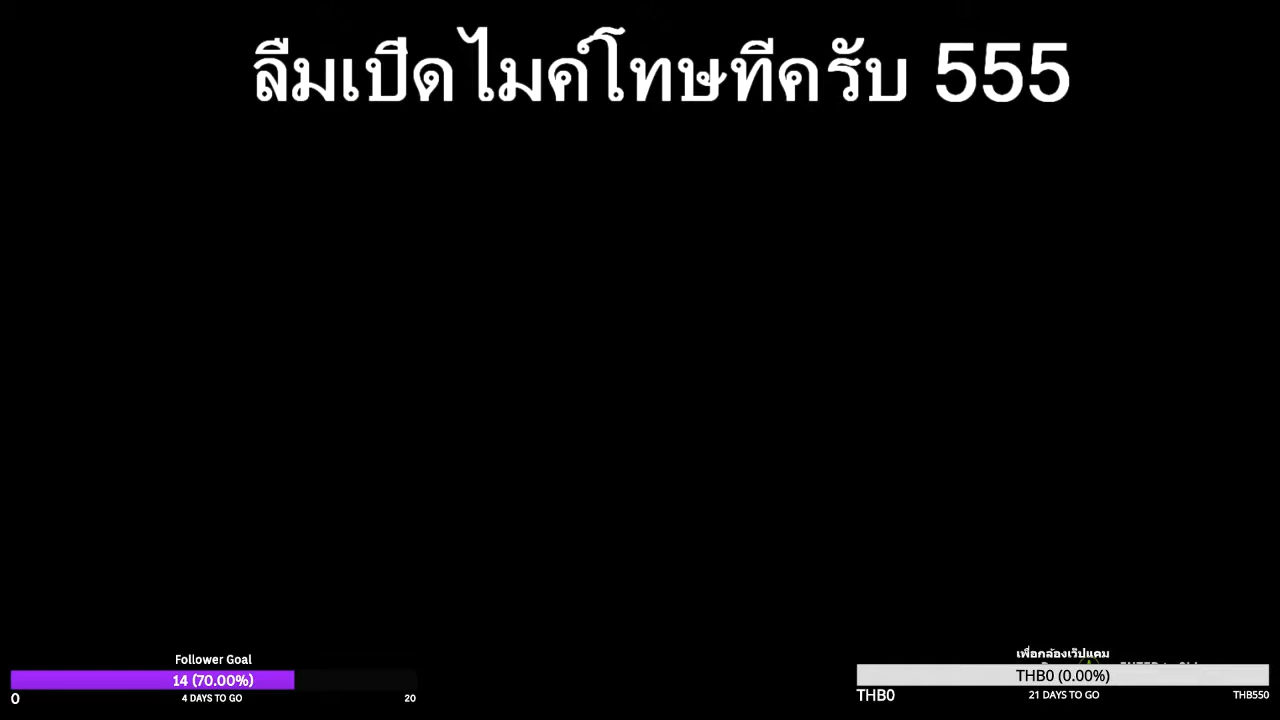 ลืมเปิดไมค์โทษทีครับ 555
Follower Goal
14 (70.00%)
0
4 DAYS TO GO
20
เพื่อกล้องเว็ปแคม
THB0 (0.00%)
THB0
21 DAYS TO GO
THB550